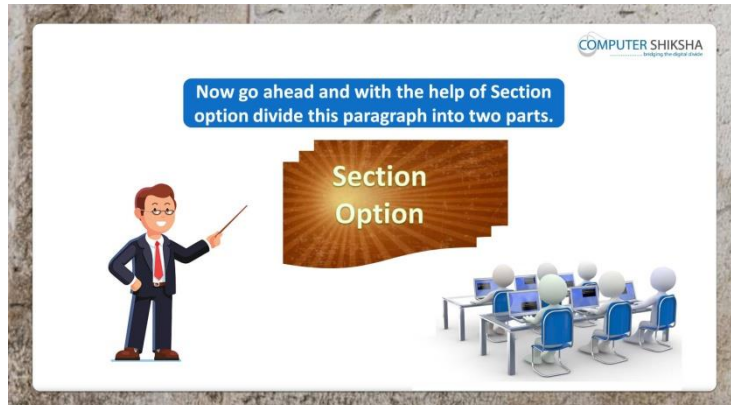 COMPUTER SHIKSHA
bridging the digital divide
Now go ahead and with the help of Section
option divide this paragraph into two parts.
Section
Option